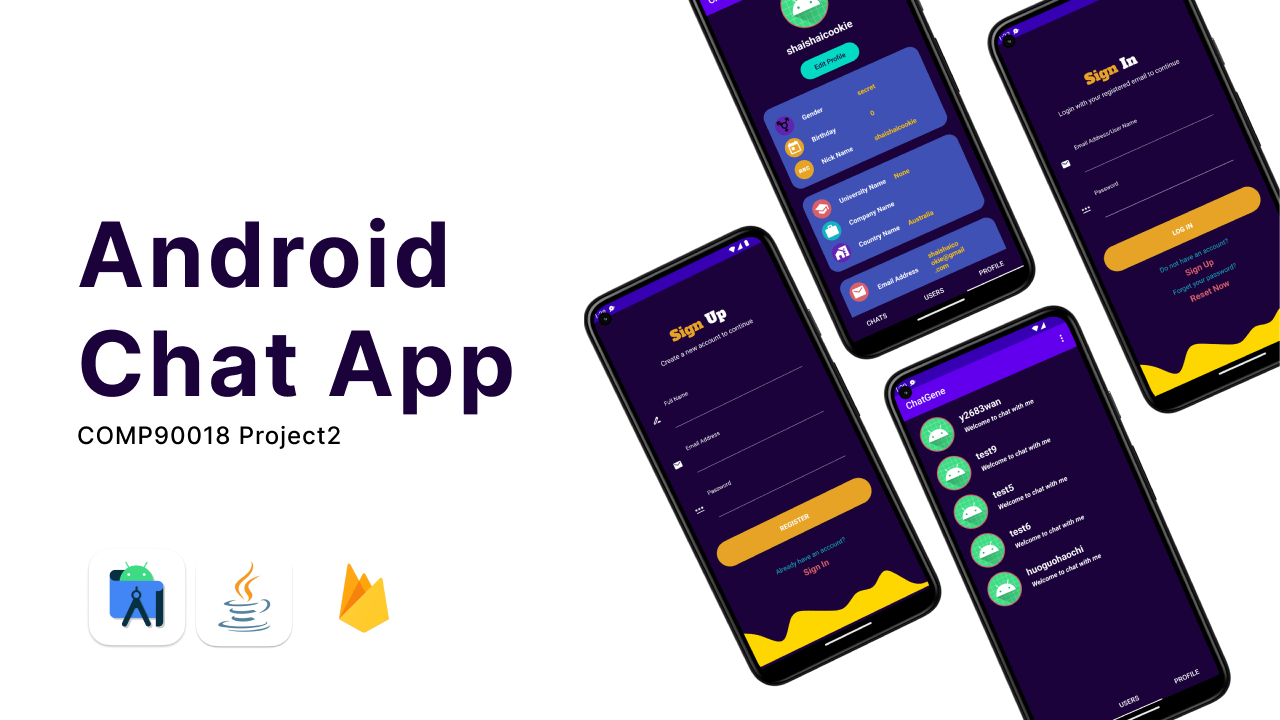 Android
Chat App
COMP90018 Project2
shaishaicookie
Edit Profile
Gender
secret
Birthday
0
Nick Name
shaishaicookie
University Name
None
Company Name
Country Name
Australia
Email Address
shaishaico
okie@gmail
.com
CHATS
USERS
PROFILE
Sign In
Login with your registered email to continue
Email Address/User Name
Password
LOG IN
Do not have an account?
Sign Up
Forget your password?
Reset Now
Sign Up
Create a new account to continue
Full Name
Email Address
Password
REGISTER
Already have an account?
Sign In
ChatGene
y2683wan
Welcome to chat with me
test9
Welcome to chat with me
test5
Welcome to chat with me
test6
Welcome to chat with me
huoguohaochi
Welcome to chat with me
USERS
PROFILE